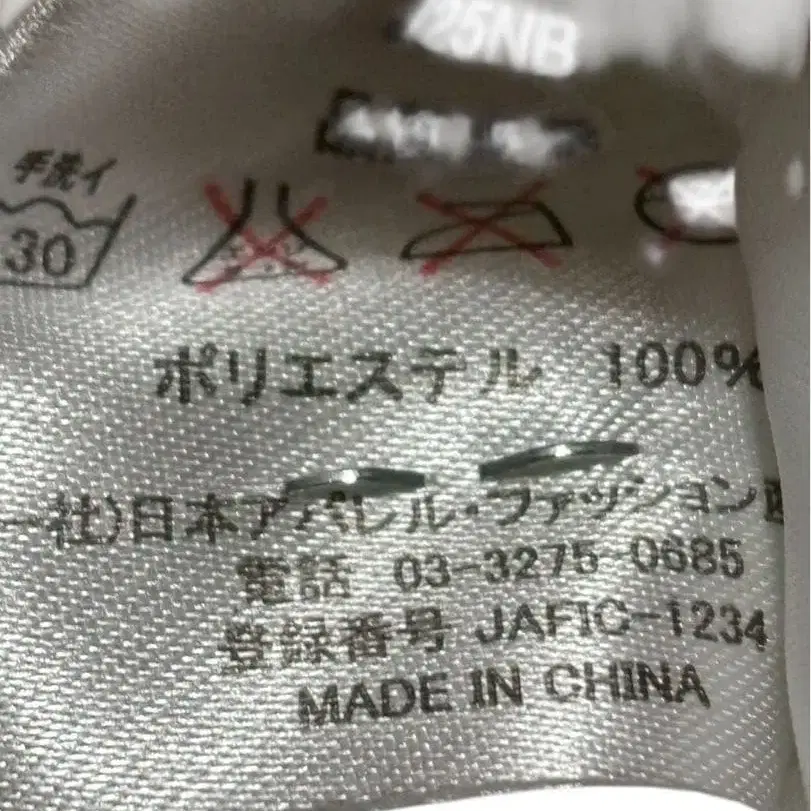 25NB
手洗イ
30
ポリエステル 100%
一社)日本アパレル・ファッション
電話 03-3275-0685
登録番号 JAFIC-1234
MADE IN CHINA